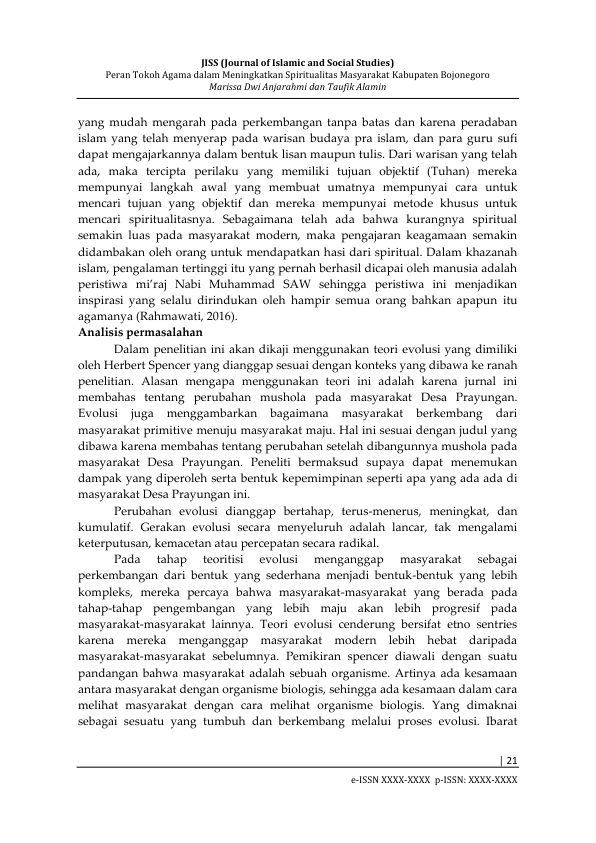 JISS (Journal of Islamic and Social Studies)
Peran Tokoh Agama dalam Meningkatkan Spiritualitas Masyarakat Kabupaten Bojonegoro
Marissa Dwi Anjarahmi dan Taufik Alamin
yang mudah mengarah pada perkembangan tanpa batas dan karena peradaban
islam yang telah menyerap pada warisan budaya pra islam, dan para guru sufi
dapat mengajarkannya dalam bentuk lisan maupun tulis. Dari warisan yang telah
ada, maka tercipta perilaku yang memiliki tujuan objektif (Tuhan) mereka
mempunyai langkah awal yang membuat umatnya mempunyai cara untuk
mencari tujuan yang objektif dan mereka mempunyai metode khusus untuk
mencari spiritualitasnya. Sebagaimana telah ada bahwa kurangnya spiritual
semakin luas pada masyarakat modern, maka pengajaran keagamaan semakin
didambakan oleh orang untuk mendapatkan hasi dari spiritual. Dalam khazanah
islam, pengalaman tertinggi itu yang pernah berhasil dicapai oleh manusia adalah
peristiwa mi’raj Nabi Muhammad SAW sehingga peristiwa ini menjadikan
inspirasi yang selalu dirindukan oleh hampir semua orang bahkan apapun itu
agamanya (Rahmawati, 2016).
Analisis permasalahan
Dalam penelitian ini akan dikaji menggunakan teori evolusi yang dimiliki
oleh Herbert Spencer yang dianggap sesuai dengan konteks yang dibawa ke ranah
penelitian. Alasan mengapa menggunakan teori ini adalah karena jurnal ini
membahas tentang perubahan mushola pada masyarakat Desa Prayungan.
Evolusi juga menggambarkan bagaimana masyarakat berkembang dari
masyarakat primitive menuju masyarakat maju. Hal ini sesuai dengan judul yang
dibawa karena membahas tentang perubahan setelah dibangunnya mushola pada
masyarakat Desa Prayungan. Peneliti bermaksud supaya dapat menemukan
dampak yang diperoleh serta bentuk kepemimpinan seperti apa yang ada ada di
masyarakat Desa Prayungan ini.
Perubahan evolusi dianggap bertahap, terus-menerus, meningkat, dan
kumulatif. Gerakan evolusi secara menyeluruh adalah lancar, tak mengalami
keterputusan, kemacetan atau percepatan secara radikal.
Pada tahap teoritisi evolusi menganggap masyarakat sebagai
perkembangan dari bentuk yang sederhana menjadi bentuk-bentuk yang lebih
kompleks, mereka percaya bahwa masyarakat-masyarakat yang berada pada
tahap-tahap pengembangan yang lebih maju akan lebih progresif pada
masyarakat-masyarakat lainnya. Teori evolusi cenderung bersifat etno sentries
karena mereka menganggap masyarakat modern lebih hebat daripada
masyarakat-masyarakat sebelumnya. Pemikiran spencer diawali dengan suatu
pandangan bahwa masyarakat adalah sebuah organisme. Artinya ada kesamaan
antara masyarakat dengan organisme biologis, sehingga ada kesamaan dalam cara
melihat masyarakat dengan cara melihat organisme biologis. Yang dimaknai
sebagai sesuatu yang tumbuh dan berkembang melalui proses evolusi. Ibarat
| 21
e-ISSN XXXX-XXXX p-ISSN: XXXX-XXXX